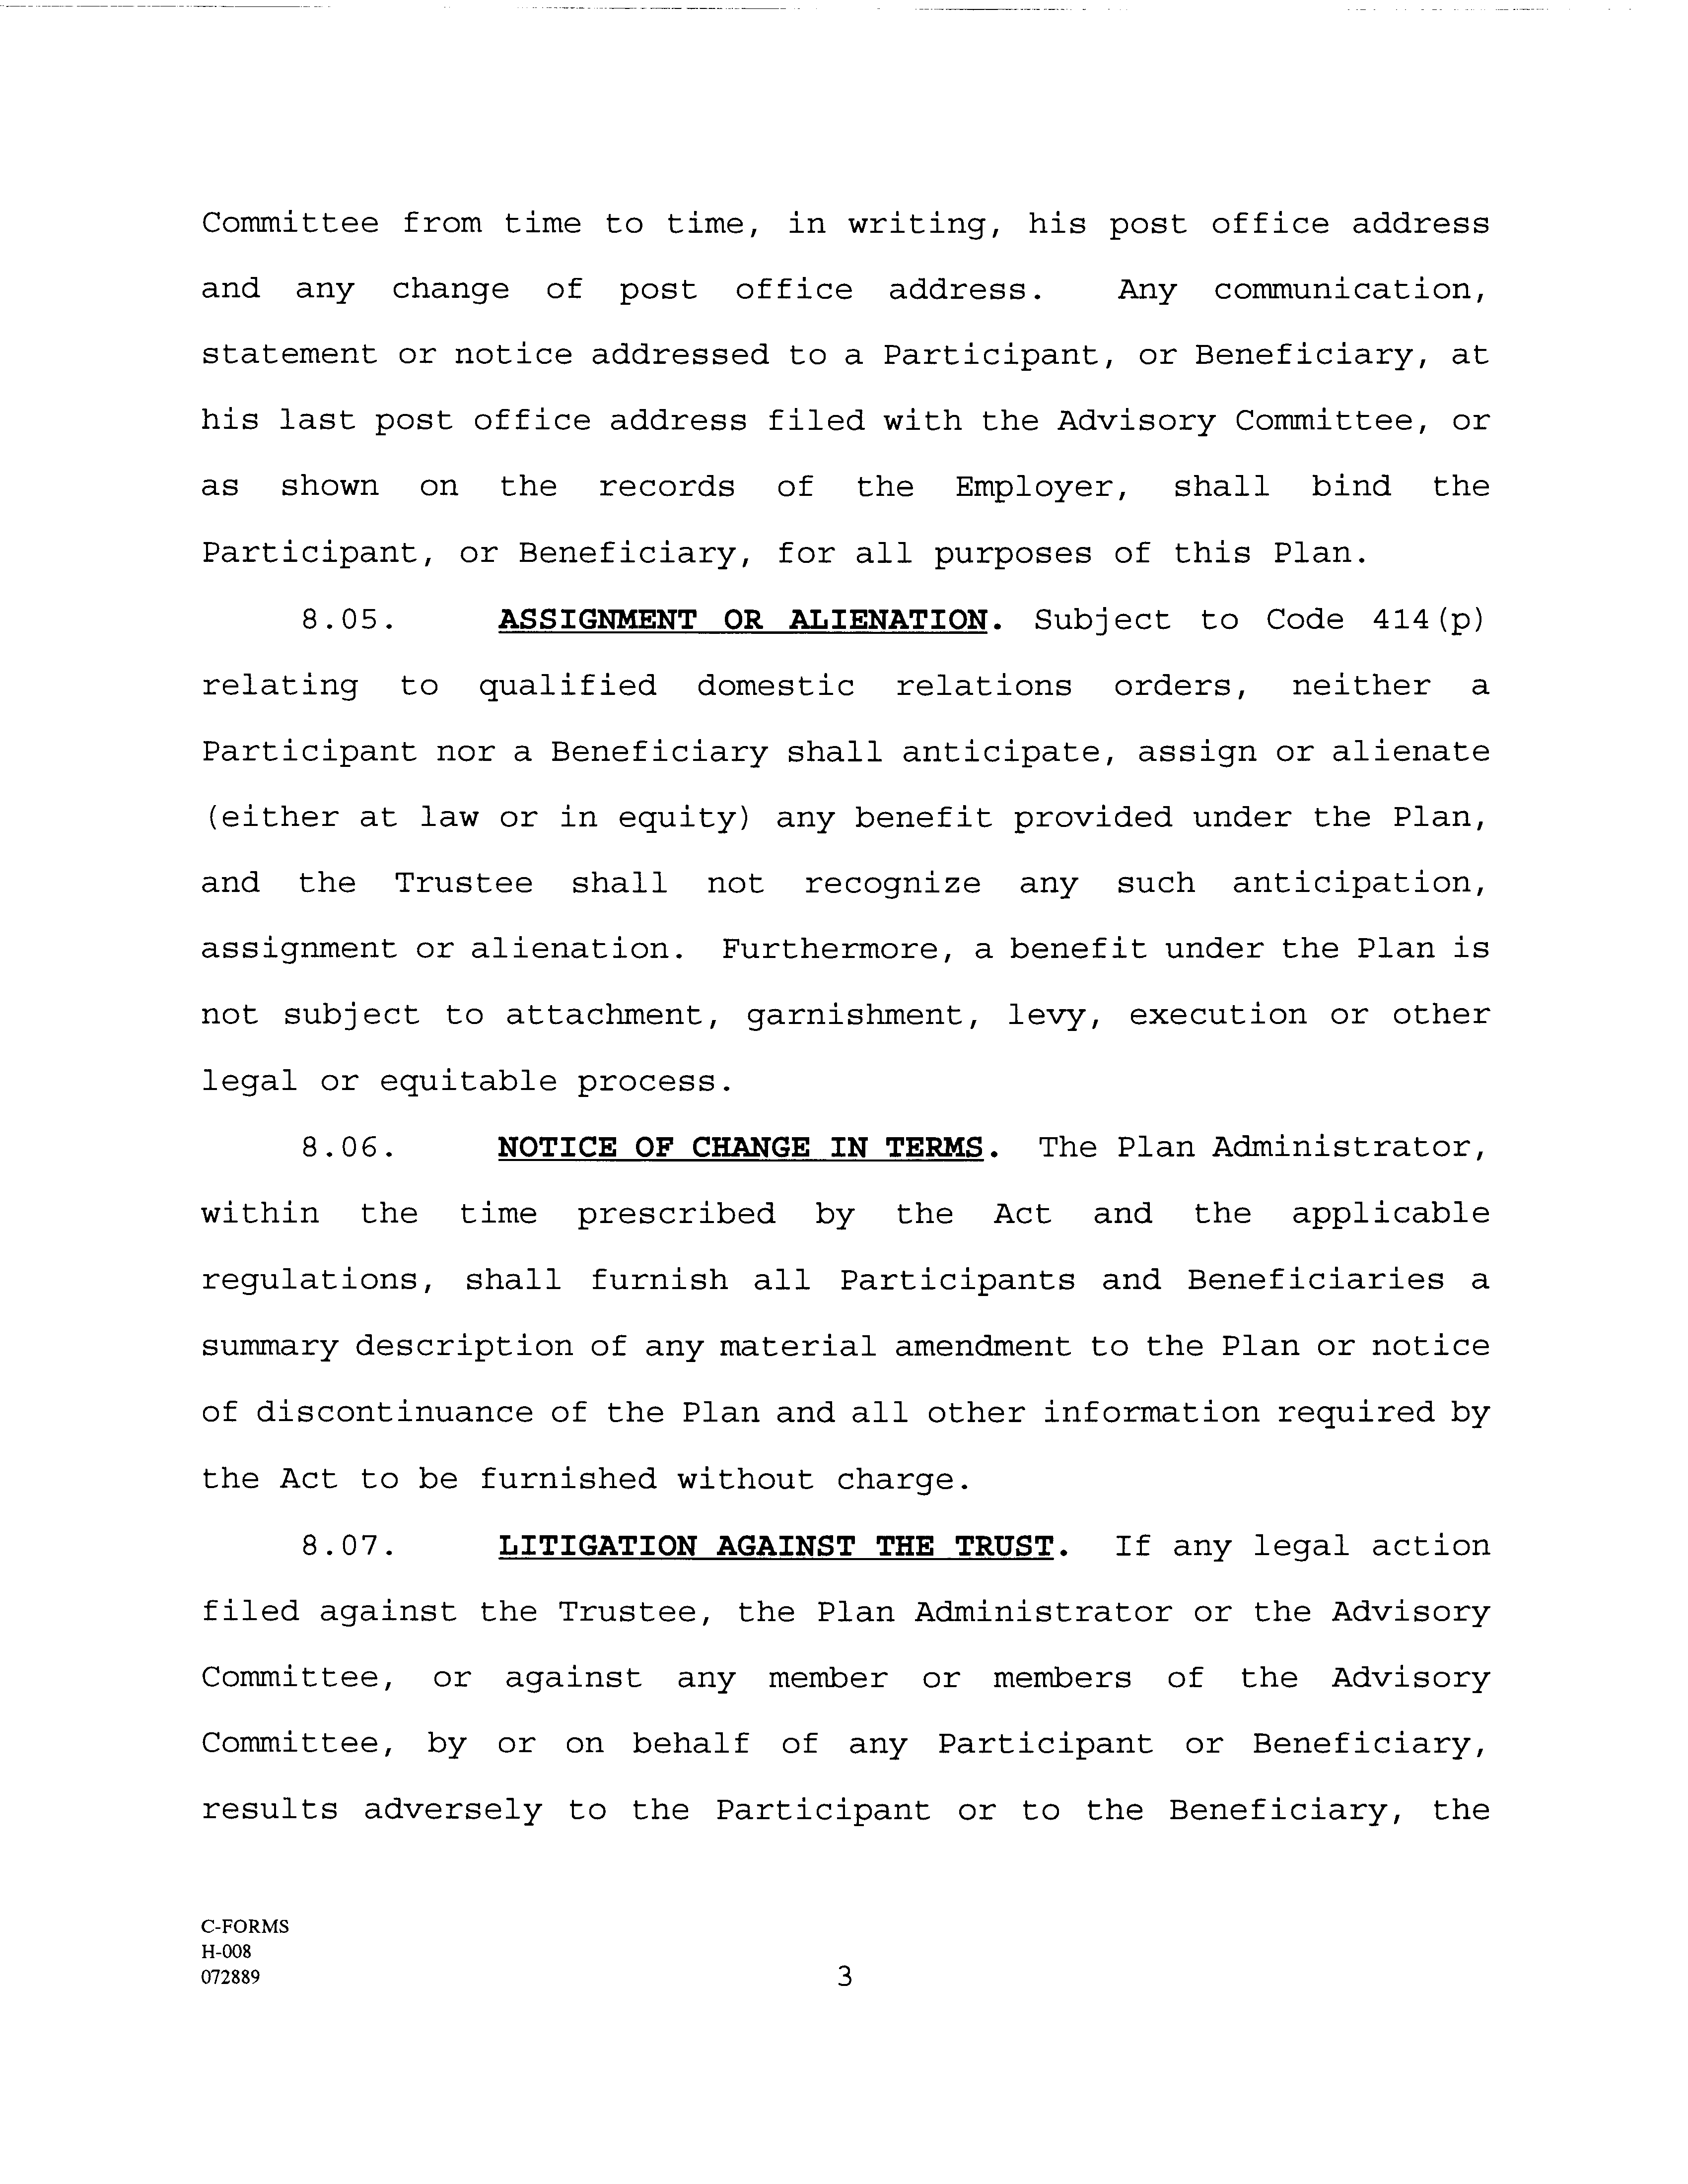 Committee from time to time, in writing, his post office address
and any change of post office address. Any communication,
statement or notice addressed to a Participant, or Beneficiary, at
his last post office address filed with the Advisory Committee, or
as shown on the records of the Employer, shall bind the
Participant, or Beneficiary, for all purposes of this Plan.
8.05. ASSIGNMENT OR ALIENATION. Subject to Code 414(p)
relating to qualified domestic relations orders, neither a
Participant nor a Beneficiary shall anticipate, assign or alienate
(either at law or in equity) any benefit provided under the Plan,
and the Trustee shall not recognize any such anticipation,
assignment or alienation. Furthermore, a benefit under the Plan is
not subject to attachment, garnishment, levy, execution or other
legal or equitable process.
8.06. NOTICE OF CHANGE IN TERMS. The Plan Administrator,
within the time prescribed by the Act and the applicable
regulations, shall furnish all Participants and Beneficiaries a
summary description of any material amendment to the Plan or notice
of discontinuance of the Plan and all other information required by
the Act to be furnished without charge.
8.07. LITIGATION AGAINST THE TRUST. If any legal action
filed against the Trustee, the Plan Administrator or the Advisory
Committee, or against any member or members of the Advisory
Committee, by or on behalf of any Participant or Beneficiary,
results adversely to the Participant or to the Beneficiary, the
C-FORMS
H-008
072889
3